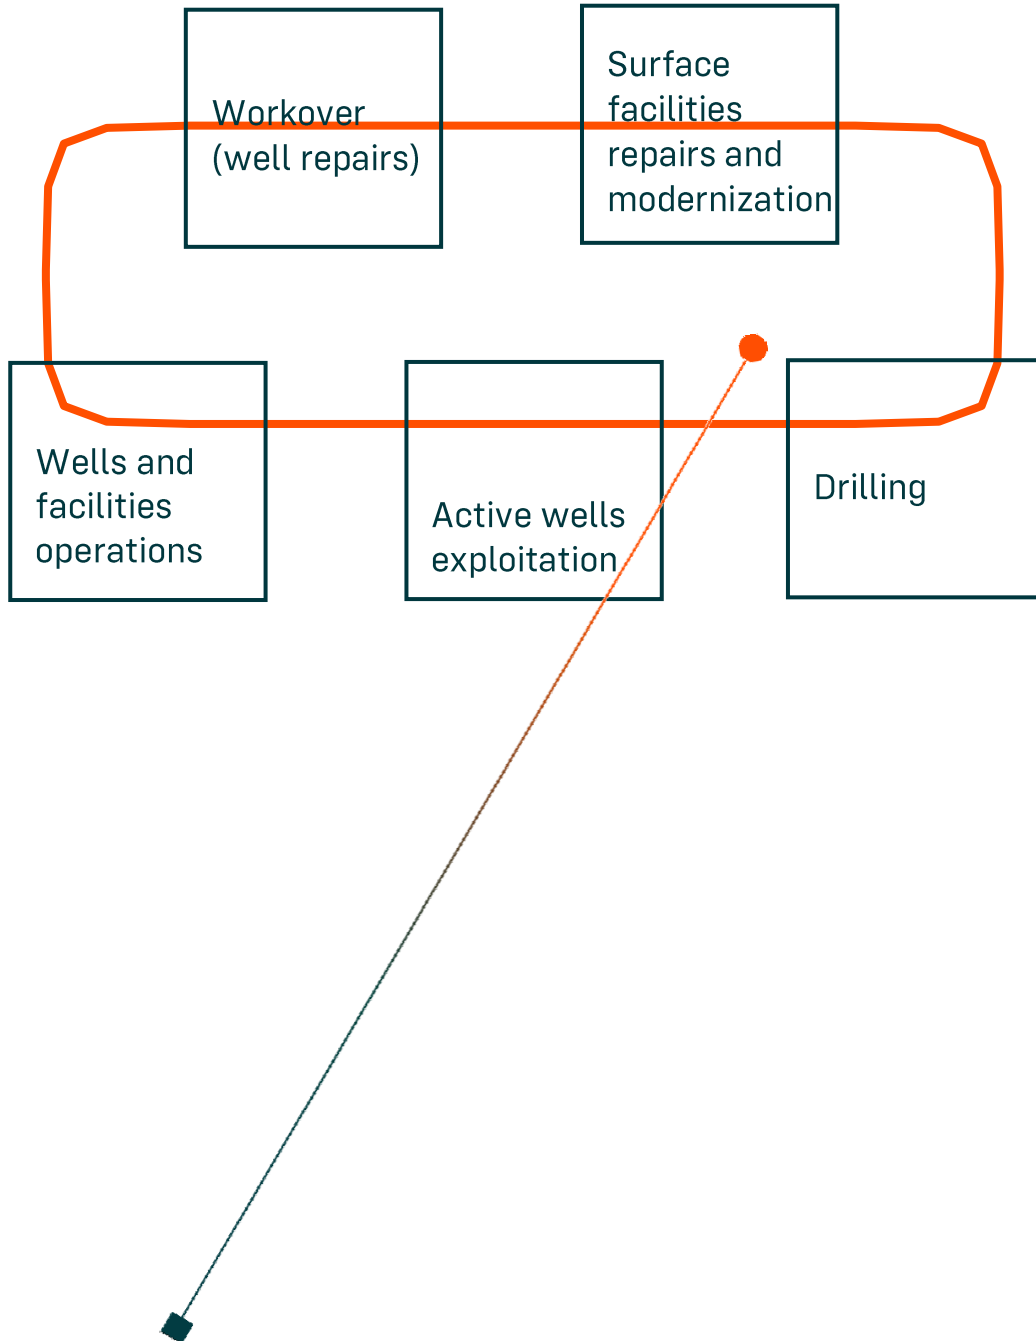 Workover
(well repairs)
Surface
facilities
repairs and
modernization
Wells and
facilities
operations
Active wells
exploitation
Drilling